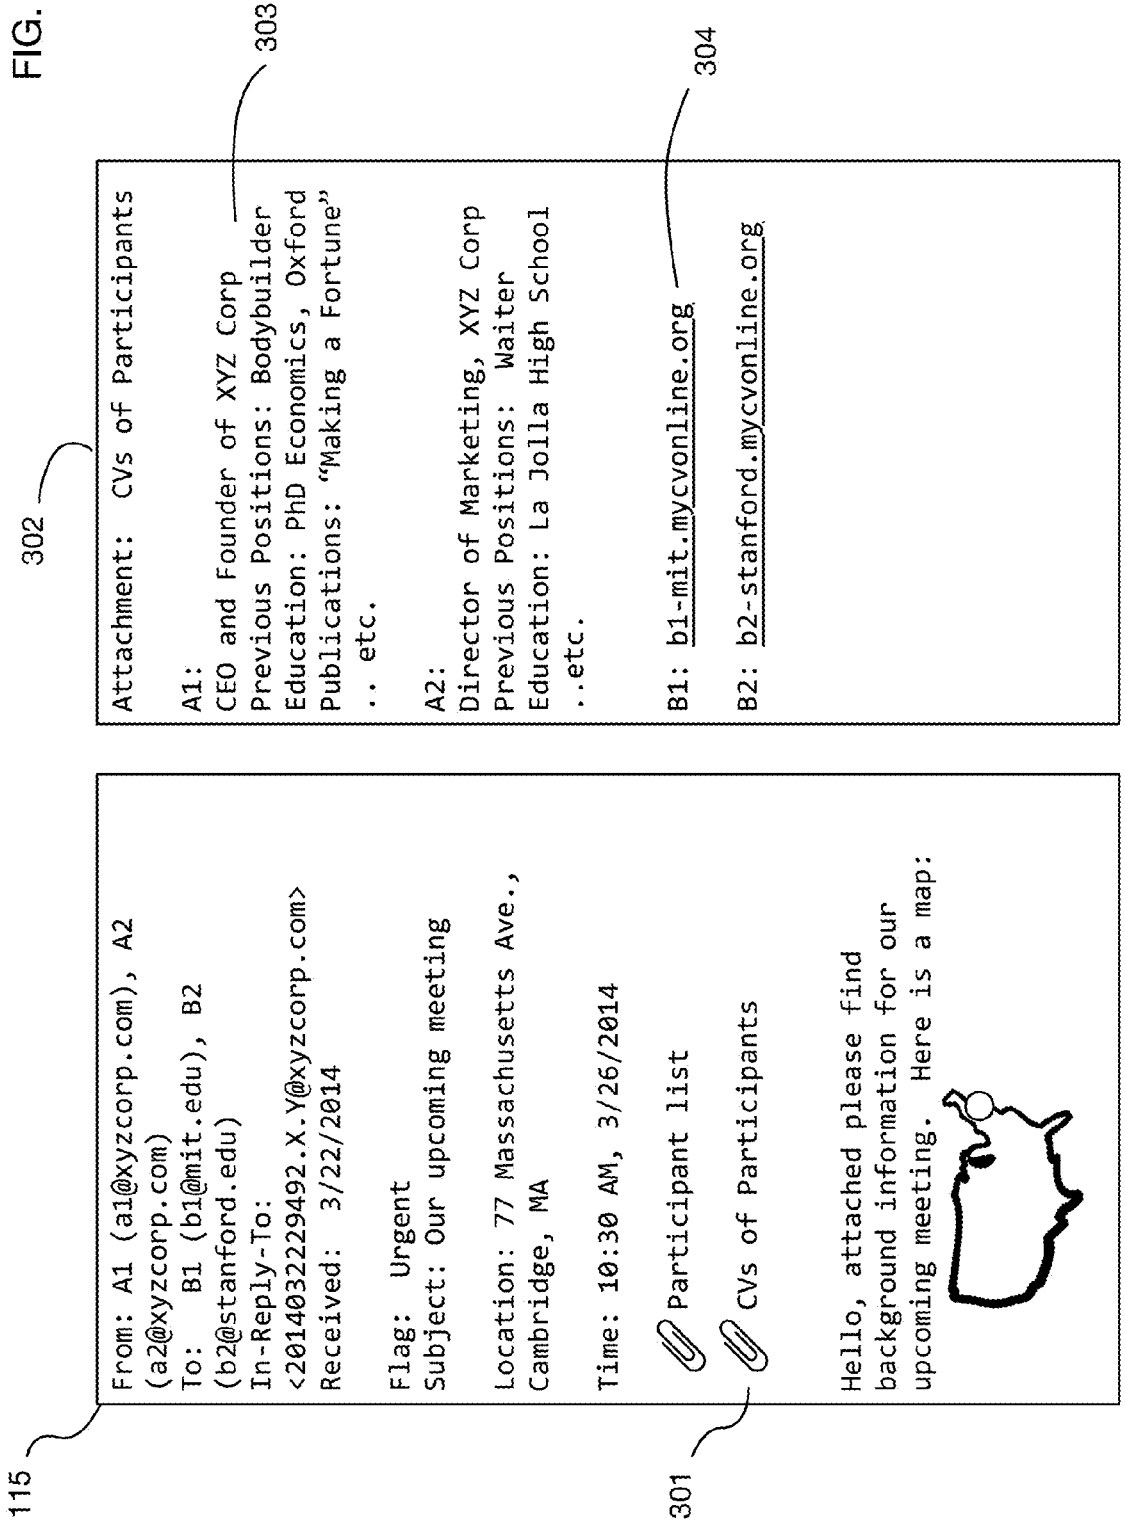 FIG.
115
From: A1 (a1@xyzcorp.com), A2
(a2@xyzcorp.com)
To:   B1 (b1@mit.edu), B2
(b2@stanford.edu)
In-Reply-To:
<20140322229492.X.Y@xyzcorp.com>
Received:  3/22/2014
Flag:  Urgent
Subject: Our upcoming meeting
Location: 77 Massachusetts Ave.,
Cambridge, MA
Time: 10:30 AM, 3/26/2014
Participant list
CVs of Participants
301
Hello, attached please find
background information for our
upcoming meeting.  Here is a map:
302
Attachment:  CVs of Participants
A1:
CEO and Founder of XYZ Corp
Previous Positions: Bodybuilder
Education: PhD Economics, Oxford
Publications: “Making a Fortune”
.. etc.
303
A2:
Director of Marketing, XYZ Corp
Previous Positions:  Waiter
Education: La Jolla High School
..etc.
B1: b1-mit.mycvonline.org
304
B2: b2-stanford.mycvonline.org